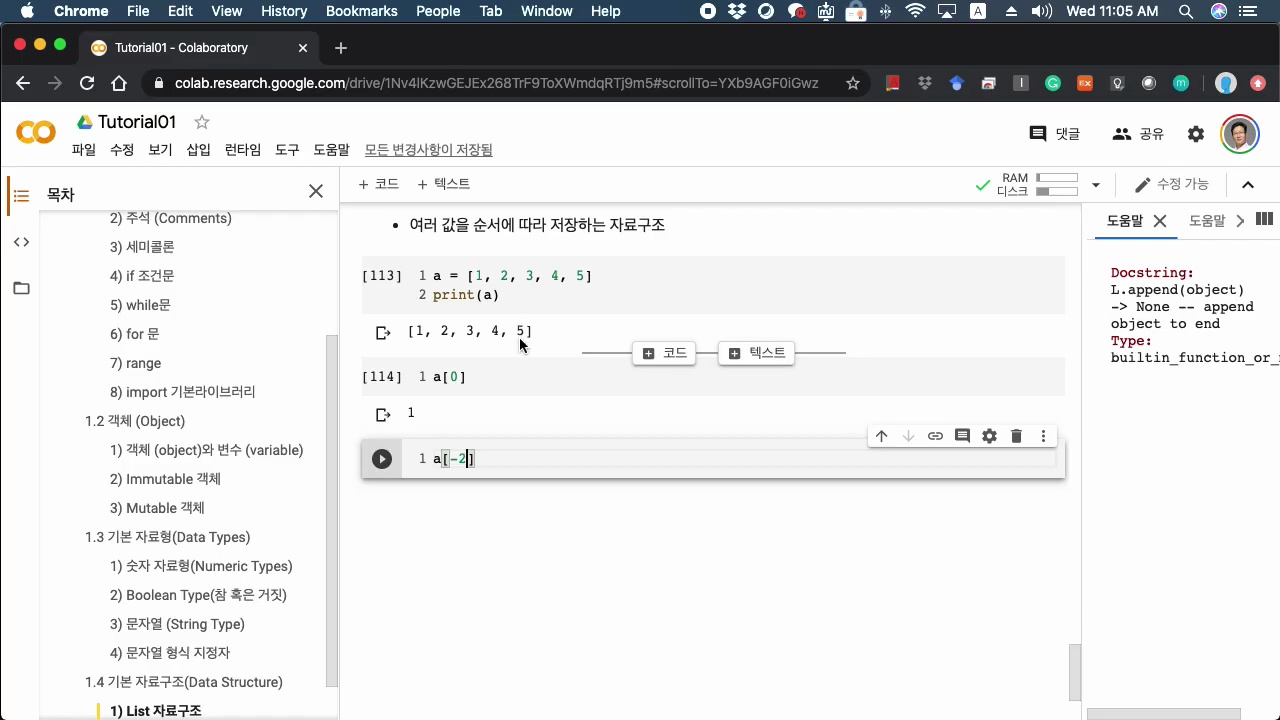 Chrome File Edit View History Bookmarks People Tab Window Help A Wed 11:05 AM
Tutorial01 - Colaboratory
colab.research.google.com/drive/1Nv4lKzwGEJEx268TrF9ToXWmdqRTj9m5#scrollTo=YXb9AGF0iGwz
Tutorial01
댓글 공유
파일 수정 보기 삽입 런타임 도구 도움말 모든 변경사항이 저장됨
목차
2) 주석 (Comments)
3) 세미콜론
4) if 조건문
5) while문
6) for 문
7) range
8) import 기본라이브러리
1.2 객체 (Object)
1) 객체 (object)와 변수 (variable)
2) Immutable 객체
3) Mutable 객체
1.3 기본 자료형(Data Types)
1) 숫자 자료형(Numeric Types)
2) Boolean Type(참 혹은 거짓)
3) 문자열 (String Type)
4) 문자열 형식 지정자
1.4 기본 자료구조(Data Structure)
1) List 자료구조
+ 코드 + 텍스트
RAM
디스크
수정 가능
• 여러 값을 순서에 따라 저장하는 자료구조
[113] 1 a = [1, 2, 3, 4, 5]
2 print(a)
[1, 2, 3, 4, 5]
코드 텍스트
[114] 1 a[0]
1
1 a[-2]
도움말 도움말
Docstring:
L.append(object)
-> None -- append
object to end
Type:
builtin_function_or_